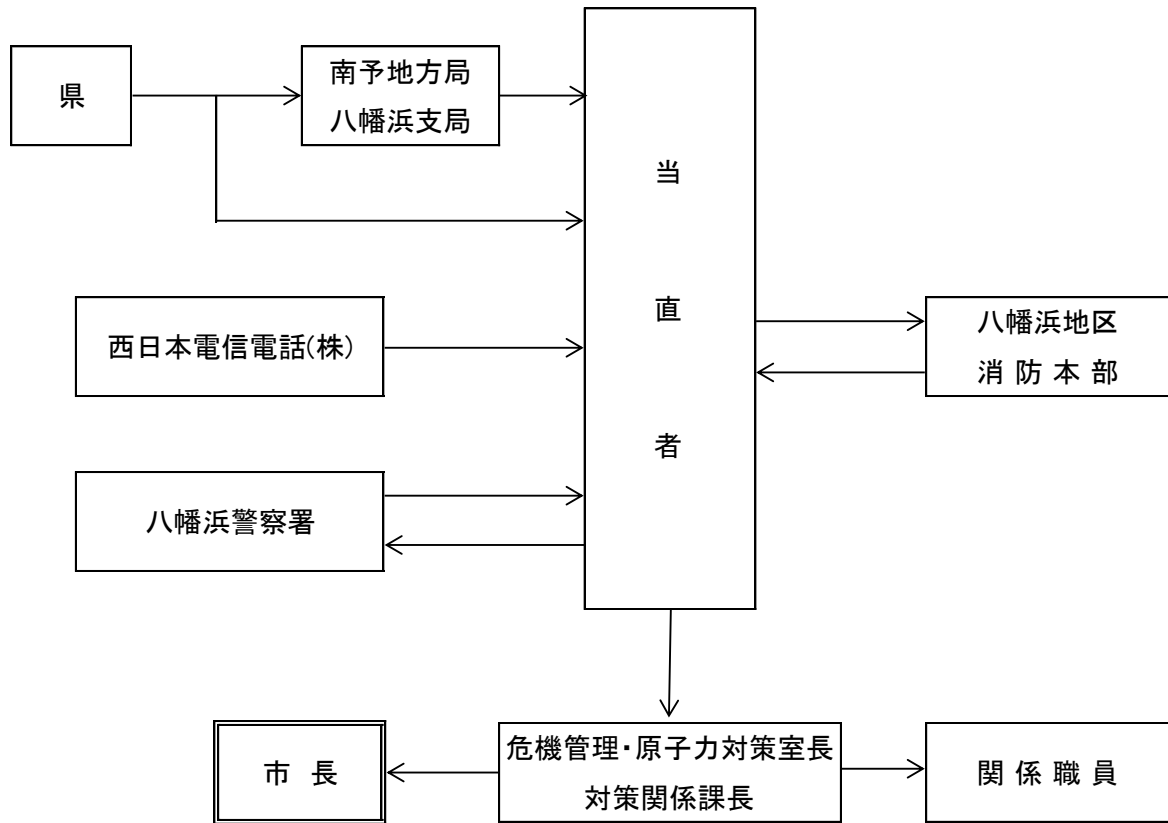 県
南予地方局
八幡浜支局
当
直
者
西日本電信電話(株)
八幡浜地区
消 防 本 部
八幡浜警察署
市 長
危機管理・原子力対策室長
対策関係課長
関 係 職 員